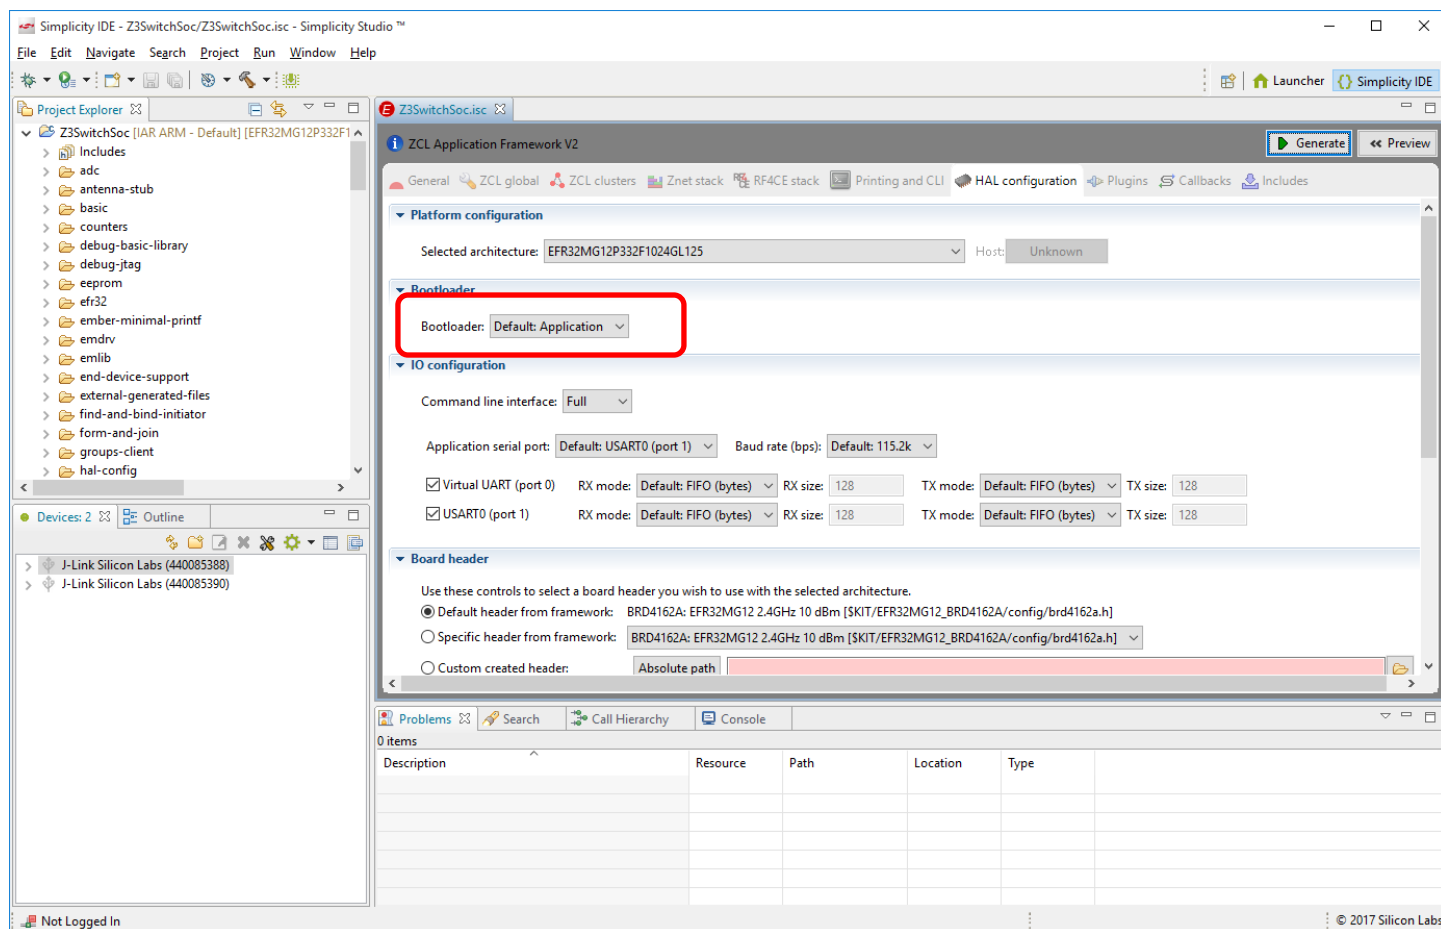 Simplicity IDE - Z3SwitchSoc/Z3SwitchSoc.isc - Simplicity Studio ™
File Edit Navigate Search Project Run Window Help
Launcher Simplicity IDE
Project Explorer
Z3SwitchSoc [IAR ARM - Default] [EFR32MG12P332F1
Includes
adc
antenna-stub
basic
counters
debug-basic-library
debug-jtag
eeprom
efr32
ember-minimal-printf
emdrv
emlib
end-device-support
external-generated-files
find-and-bind-initiator
form-and-join
groups-client
hal-config
Devices: 2 Outline
J-Link Silicon Labs (440085388)
J-Link Silicon Labs (440085390)
Z3SwitchSoc.isc
ZCL Application Framework V2 Generate Preview
General ZCL global ZCL clusters Znet stack RF4CE stack Printing and CLI HAL configuration Plugins Callbacks Includes
Platform configuration
Selected architecture: EFR32MG12P332F1024GL125 Host: Unknown
Bootloader
Bootloader: Default: Application
IO configuration
Command line interface: Full
Application serial port: Default: USART0 (port 1) Baud rate (bps): Default: 115.2k
Virtual UART (port 0) RX mode: Default: FIFO (bytes) RX size: 128 TX mode: Default: FIFO (bytes) TX size: 128
USART0 (port 1) RX mode: Default: FIFO (bytes) RX size: 128 TX mode: Default: FIFO (bytes) TX size: 128
Board header
Use these controls to select a board header you wish to use with the selected architecture.
Default header from framework: BRD4162A: EFR32MG12 2.4GHz 10 dBm [$KIT/EFR32MG12_BRD4162A/config/brd4162a.h]
Specific header from framework: BRD4162A: EFR32MG12 2.4GHz 10 dBm [$KIT/EFR32MG12_BRD4162A/config/brd4162a.h]
Custom created header: Absolute path
Problems Search Call Hierarchy Console
0 items
Description Resource Path Location Type
Not Logged In © 2017 Silicon Labs